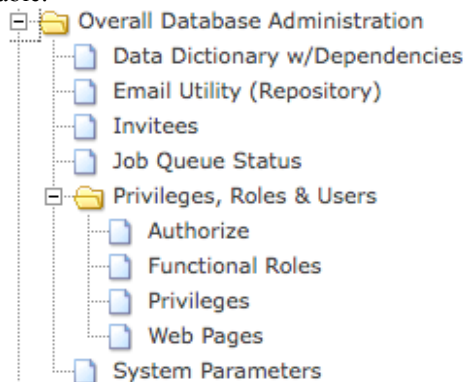 Overall Database Administration
Data Dictionary w/Dependencies
Email Utility (Repository)
Invitees
Job Queue Status
Privileges, Roles & Users
Authorize
Functional Roles
Privileges
Web Pages
System Parameters